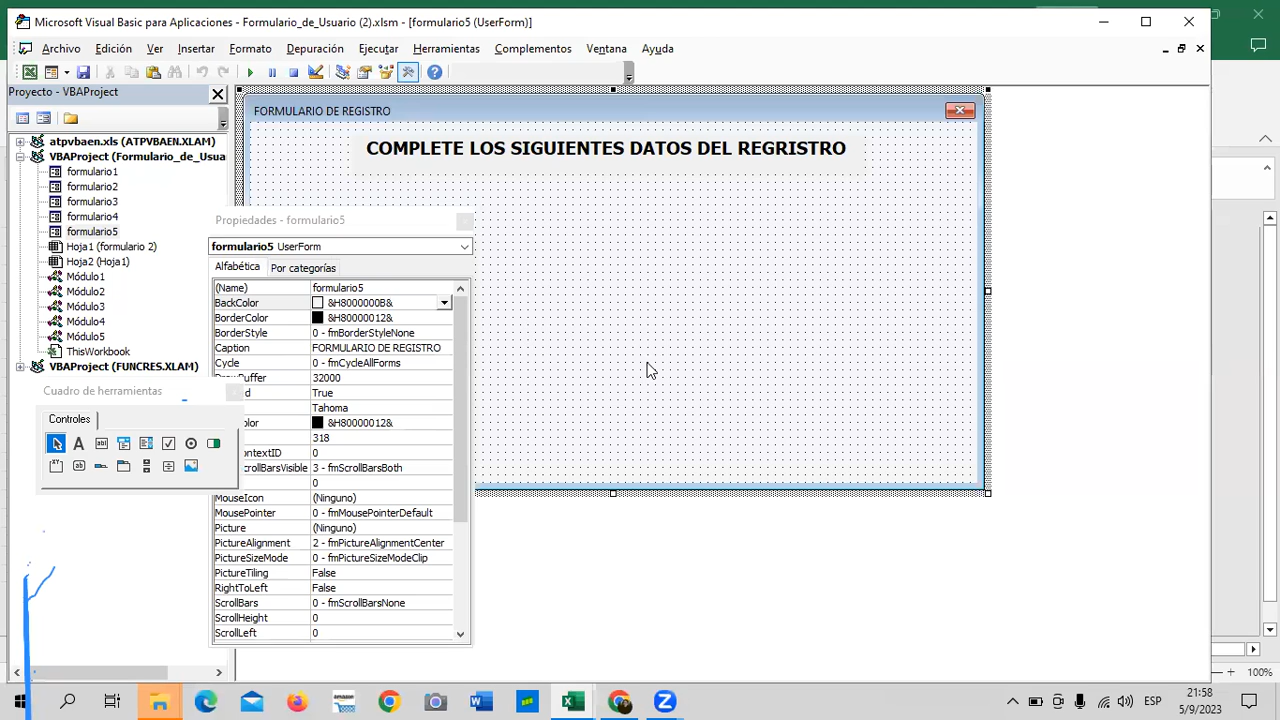 Microsoft Visual Basic para Aplicaciones - Formulario_de_Usuario (2).xlsm - [formulario5 (UserForm)]
Archivo Edición Ver Insertar Formato Depuración Ejecutar Herramientas Complementos Ventana Ayuda
Proyecto - VBAProject
atpvbaen.xls (ATPVBAEN.XLAM)
VBAProject (Formulario_de_Usua
formulario1
formulario2
formulario3
formulario4
formulario5
Hoja1 (formulario 2)
Hoja2 (Hoja1)
Módulo1
Módulo2
Módulo3
Módulo4
Módulo5
ThisWorkbook
VBAProject (FUNCRES.XLAM)
FORMULARIO DE REGISTRO
COMPLETE LOS SIGUIENTES DATOS DEL REGRISTRO
Propiedades - formulario5
formulario5 UserForm
Alfabética Por categorías
(Name) formulario5
BackColor &H8000000B&
BorderColor &H80000012&
BorderStyle 0 - fmBorderStyleNone
Caption FORMULARIO DE REGISTRO
Cycle 0 - fmCycleAllForms
DrawBuffer 32000
True
Tahoma
&H80000012&
318
ontextID 0
crollBarsVisible 3 - fmScrollBarsBoth
0
MouseIcon (Ninguno)
MousePointer 0 - fmMousePointerDefault
Picture (Ninguno)
PictureAlignment 2 - fmPictureAlignmentCenter
PictureSizeMode 0 - fmPictureSizeModeClip
PictureTiling False
RightToLeft False
ScrollBars 0 - fmScrollBarsNone
ScrollHeight 0
ScrollLeft 0
Cuadro de herramientas
Controles
100%
ESP
21:58
5/9/2023